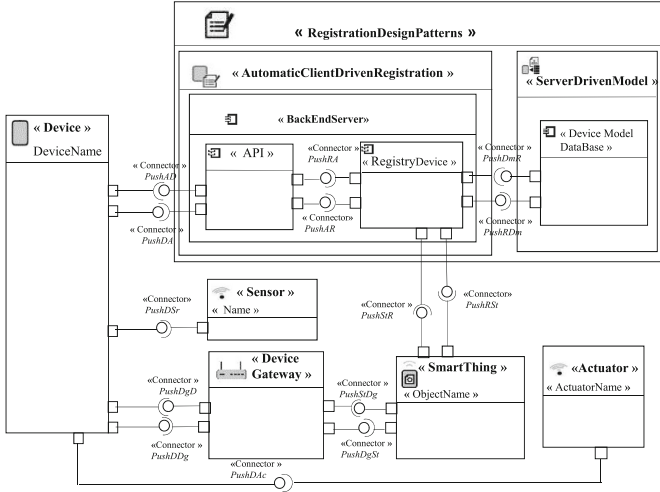 « RegistrationDesignPatterns »
« AutomaticClientDrivenRegistration »
« ServerDrivenModel »
« BackEndServer»
« Device »
DeviceName
« API »
«Connector »
PushRA
« RegistryDevice »
«Connector »
PushDmR
« Device Model
DataBase »
« Connector »
PushAD
« Connector »
PushDA
« Connector»
PushAR
« Connector »
PushRDm
« Sensor »
« Name »
«Connector»
PushDSr
«Connector »
PushStR
«Connector»
PushRSt
« Device
Gateway »
« SmartThing »
« ObjectName »
«Actuator »
« ActuatorName »
«Connector »
PushDgD
«Connector »
PushStDg
«Connector »
PushDDg
«Connector »
PushDgSt
«Connector »
PushDAc